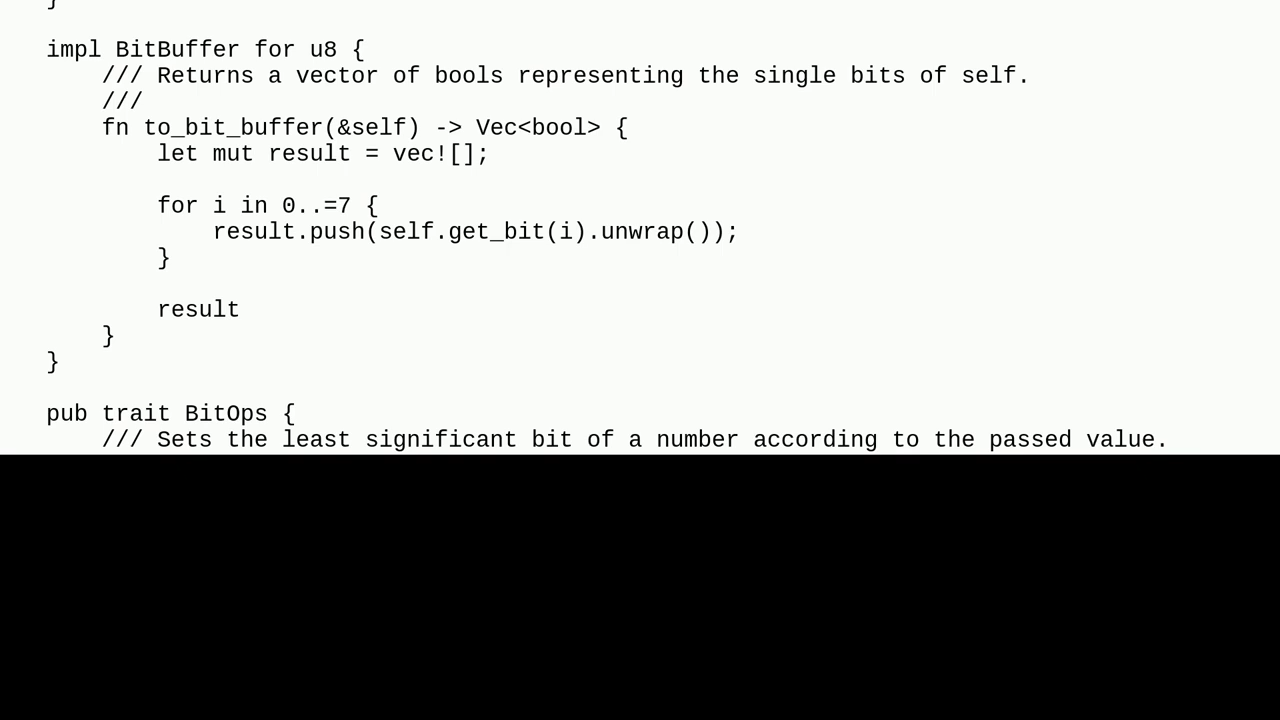 }

impl BitBuffer for u8 {
    /// Returns a vector of bools representing the single bits of self.
    ///
    fn to_bit_buffer(&self) -> Vec<bool> {
        let mut result = vec![];

        for i in 0..=7 {
            result.push(self.get_bit(i).unwrap());
        }

        result
    }
}

pub trait BitOps {
    /// Sets the least significant bit of a number according to the passed value.